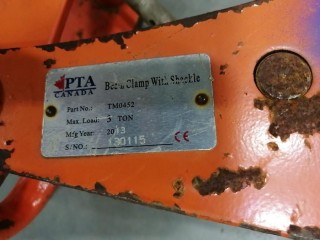 PTA
CANADA
Beam Clamp With Shackle
Part No.: TM0452
Max. Load: 3 TON
Mfg Year: 2013
S/NO.: 130115
CE